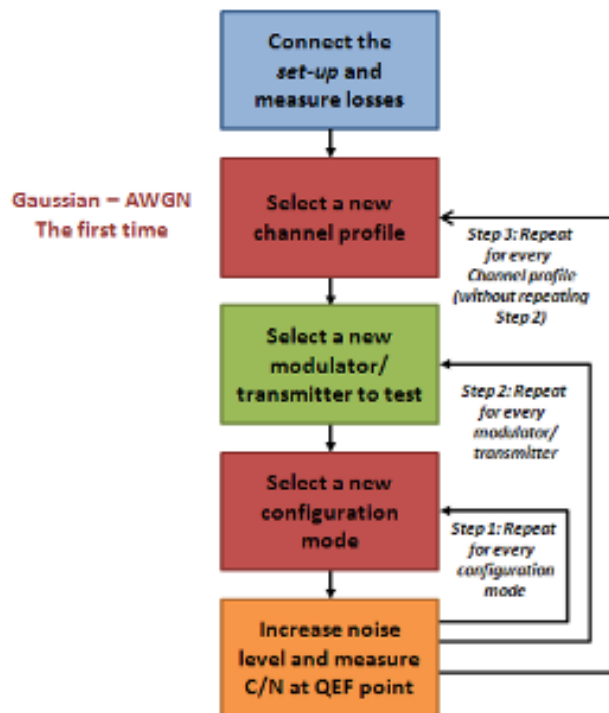 Connect the
set-up and
measure losses
Gaussian – AWGN
The first time
Select a new
channel profile
Step 3: Repeat
for every
Channel profile
(without repeating
Step 2)
Select a new
modulator/
transmitter to test
Step 2: Repeat
for every
modulator/
transmitter
Select a new
configuration
mode
Step 1: Repeat
for every
configuration
mode
Increase noise
level and measure
C/N at QEF point